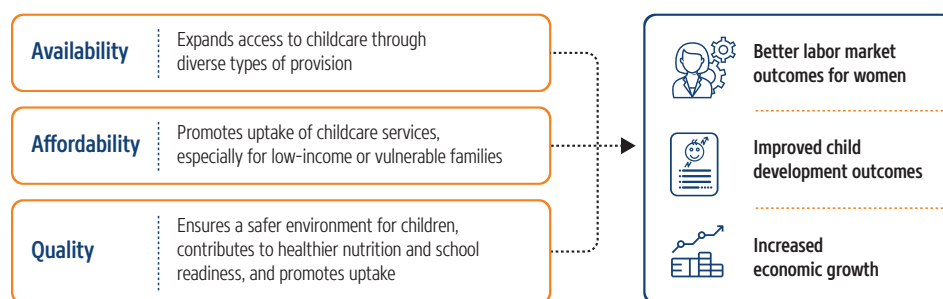 Availability
Expands access to childcare through
diverse types of provision
Affordability
Promotes uptake of childcare services,
especially for low-income or vulnerable families
Quality
Ensures a safer environment for children,
contributes to healthier nutrition and school
readiness, and promotes uptake
Better labor market
outcomes for women
Improved child
development outcomes
Increased
economic growth